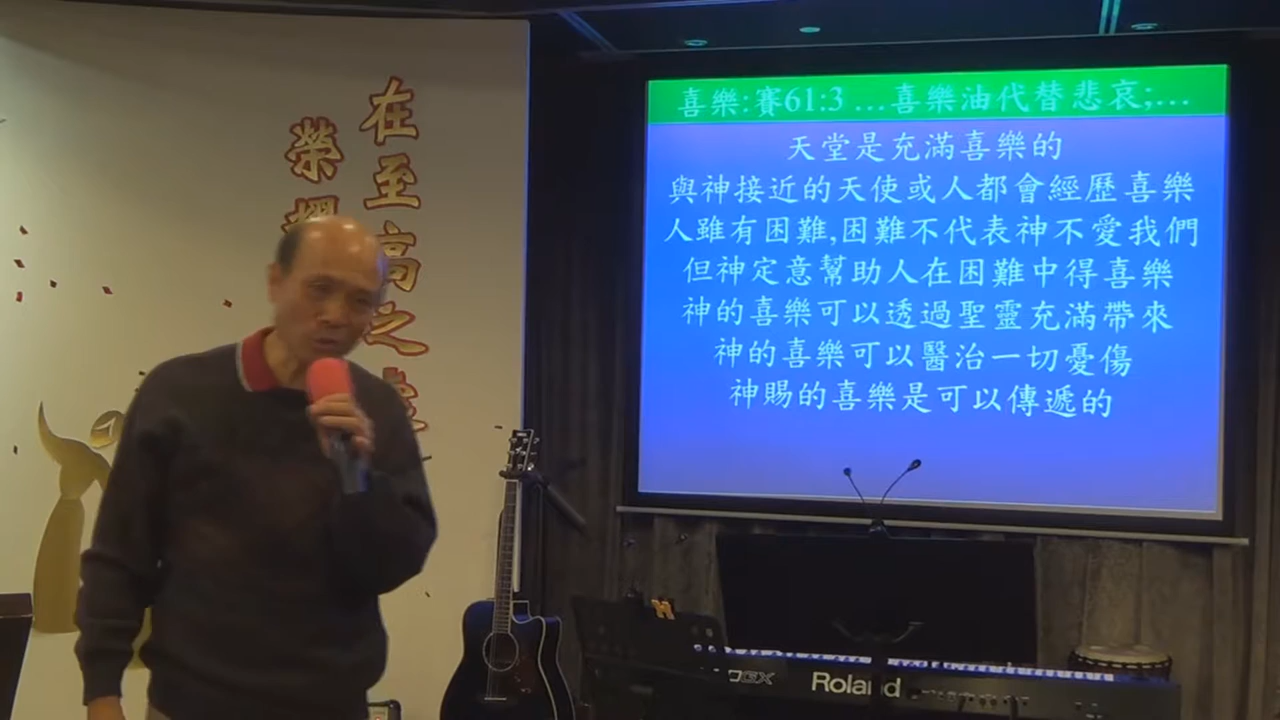 喜樂:賽61:3 …喜樂油代替悲哀;…
天堂是充滿喜樂的
與神接近的天使或人都會經歷喜樂
人雖有困難,困難不代表神不愛我們
但神定意幫助人在困難中得喜樂
神的喜樂可以透過聖靈充滿帶來
神的喜樂可以醫治一切憂傷
神賜的喜樂是可以傳遞的
在至高之處
榮耀
Roland
GX